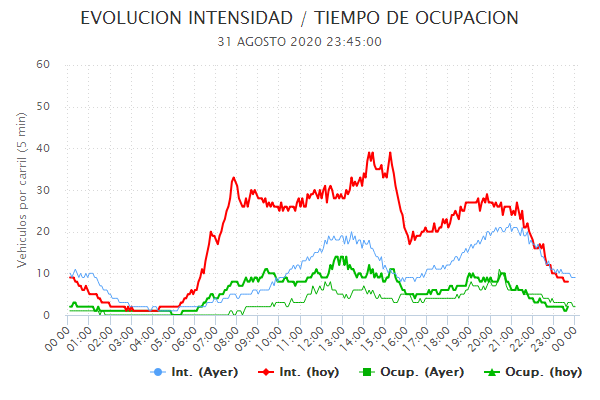 EVOLUCION INTENSIDAD / TIEMPO DE OCUPACION
31 AGOSTO 2020 23:45:00
Vehiculos por carril (5 min)
60
50
40
30
20
10
0
00:00 01:00 02:00 03:00 04:00 05:00 06:00 07:00 08:00 09:00 10:00 11:00 12:00 13:00 14:00 15:00 16:00 17:00 18:00 19:00 20:00 21:00 22:00 23:00 00:00
Int. (Ayer) Int. (hoy) Ocup. (Ayer) Ocup. (hoy)